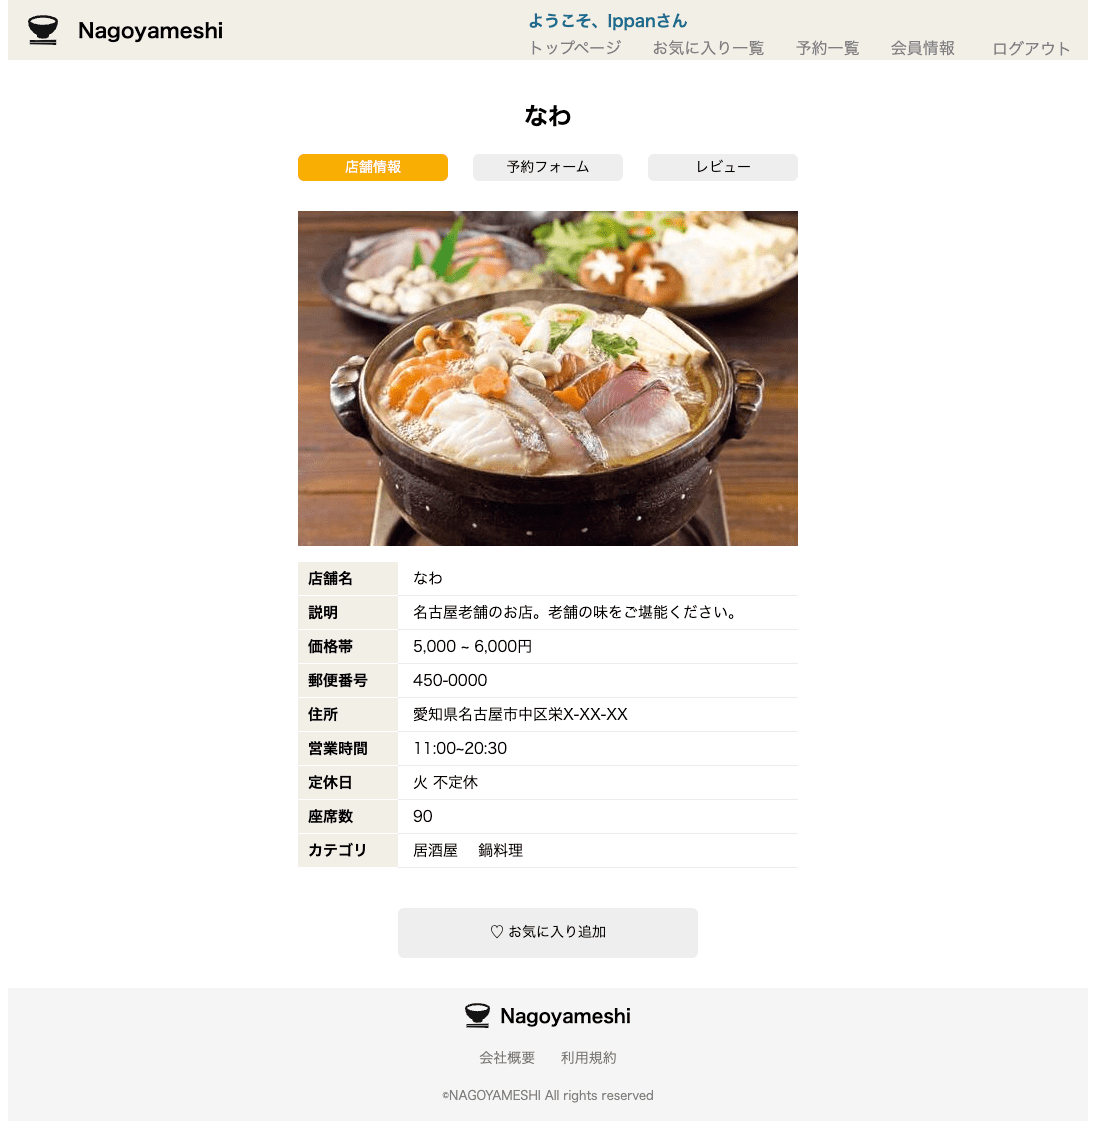 Nagoyameshi
ようこそ、Ippanさん
トップページ お気に入り一覧 予約一覧 会員情報 ログアウト
なわ
店舗情報 予約フォーム レビュー
店舗名 なわ
説明 名古屋老舗のお店。老舗の味をご堪能ください。
価格帯 5,000 ~ 6,000円
郵便番号 450-0000
住所 愛知県名古屋市中区栄X-XX-XX
営業時間 11:00~20:30
定休日 火 不定休
座席数 90
カテゴリ 居酒屋 鍋料理
♡ お気に入り追加
Nagoyameshi
会社概要 利用規約
©NAGOYAMESHI All rights reserved